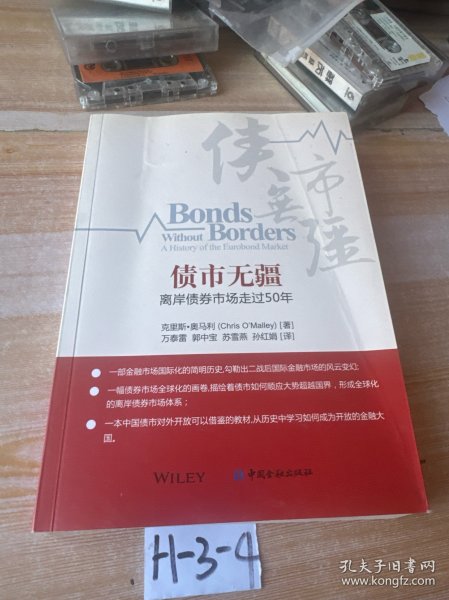 债市無疆
Bonds
Without Borders
A History of the Eurobond Market
债市无疆
离岸债券市场走过50年
克里斯·奥马利 (Chris O'Malley) [著]
万泰雷 郭中宝 苏雪燕 孙红娟 [译]
● 一部金融市场国际化的简明历史,勾勒出二战后国际金融市场的风云变幻;
● 一幅债券市场全球化的画卷,描绘着债市如何顺应大势超越国界，形成全球化
的离岸债券市场体系；
● 一本中国债市对外开放可以借鉴的教材,从历史中学习如何成为开放的金融大
国。
WILEY 中国金融出版社
H-3-4
孔夫子旧书网
www.kongfz.com